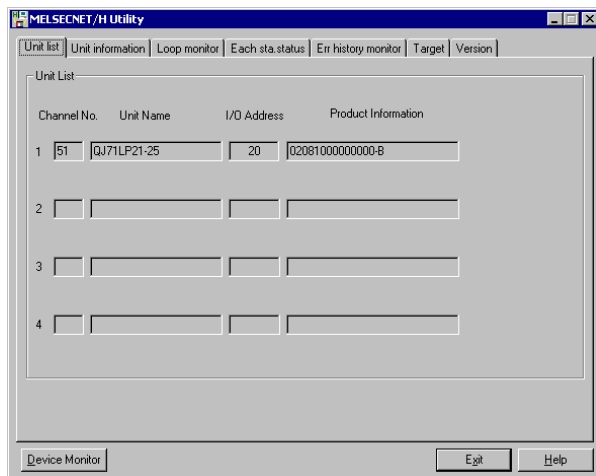 MELSECNET/H Utility
Unit list Unit information Loop monitor Each sta.status Err history monitor Target Version
Unit List
Channel No. Unit Name I/O Address Product Information
1 51 QJ71LP21-25 20 02081000000000-B
2
3
4
Device Monitor Exit Help